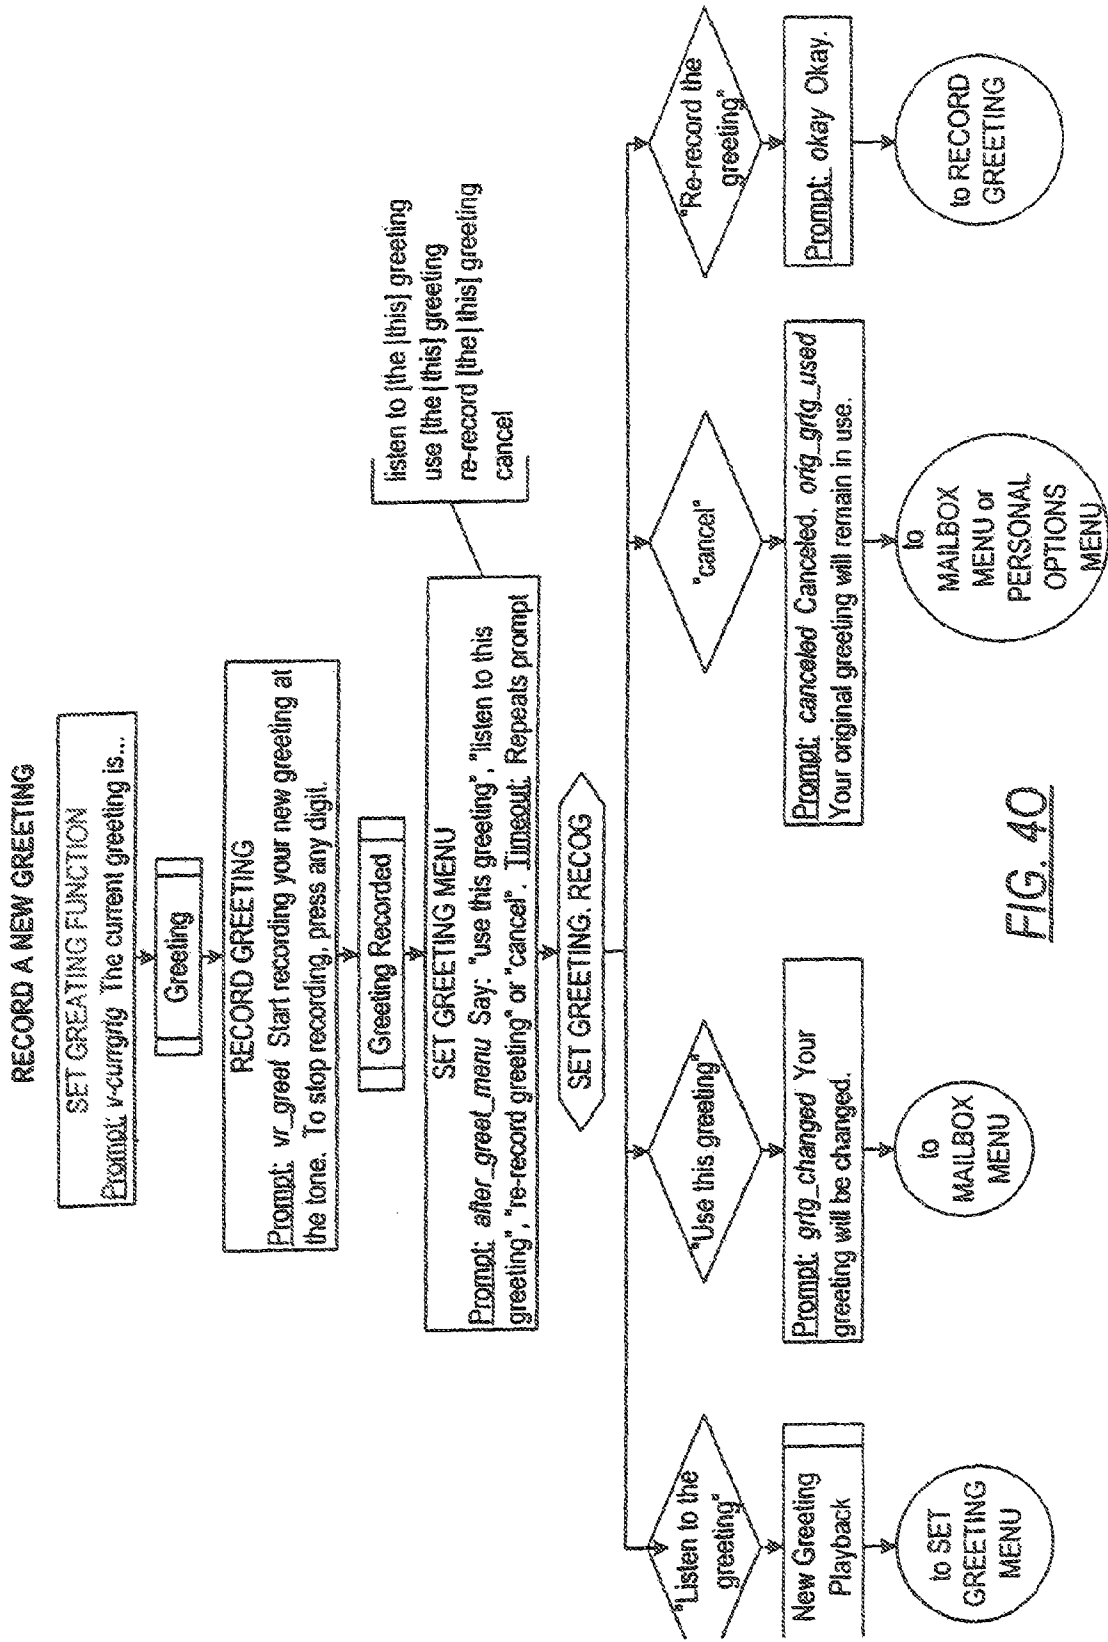 RECORD A NEW GREETING
SET GREATING FUNCTION
Prompt: v-currgrtg The current greeting is...
Greeting
RECORD GREETING
Prompt: vr_greet Start recording your new greeting at
the tone. To stop recording, press any digit.
Greeting Recorded
SET GREETING MENU
Prompt: after_greet_menu Say: "use this greeting", "listen to this
greeting", "re-record greeting" or "cancel". Timeout: Repeats prompt
listen to [the | this] greeting
use [the | this] greeting
re-record [the | this] greeting
cancel
SET GREETING. RECOG
"Listen to the
greeting"
New Greeting
Playback
to SET
GREETING
MENU
"Use this greeting"
Prompt: grtg_changed Your
greeting will be changed.
to
MAILBOX
MENU
"cancel"
Prompt: canceled Canceled. orig_grtg_used
Your original greeting will remain in use.
to
MAILBOX
MENU or
PERSONAL
OPTIONS
MENU
"Re-record the
greeting"
Prompt: okay Okay.
to RECORD
GREETING
FIG. 40